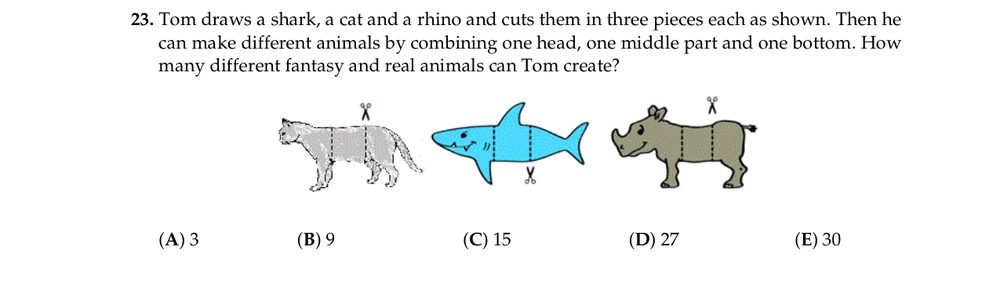 23. Tom draws a shark, a cat and a rhino and cuts them in three pieces each as shown. Then he
can make different animals by combining one head, one middle part and one bottom. How
many different fantasy and real animals can Tom create?
(A) 3 (B) 9 (C) 15 (D) 27 (E) 30